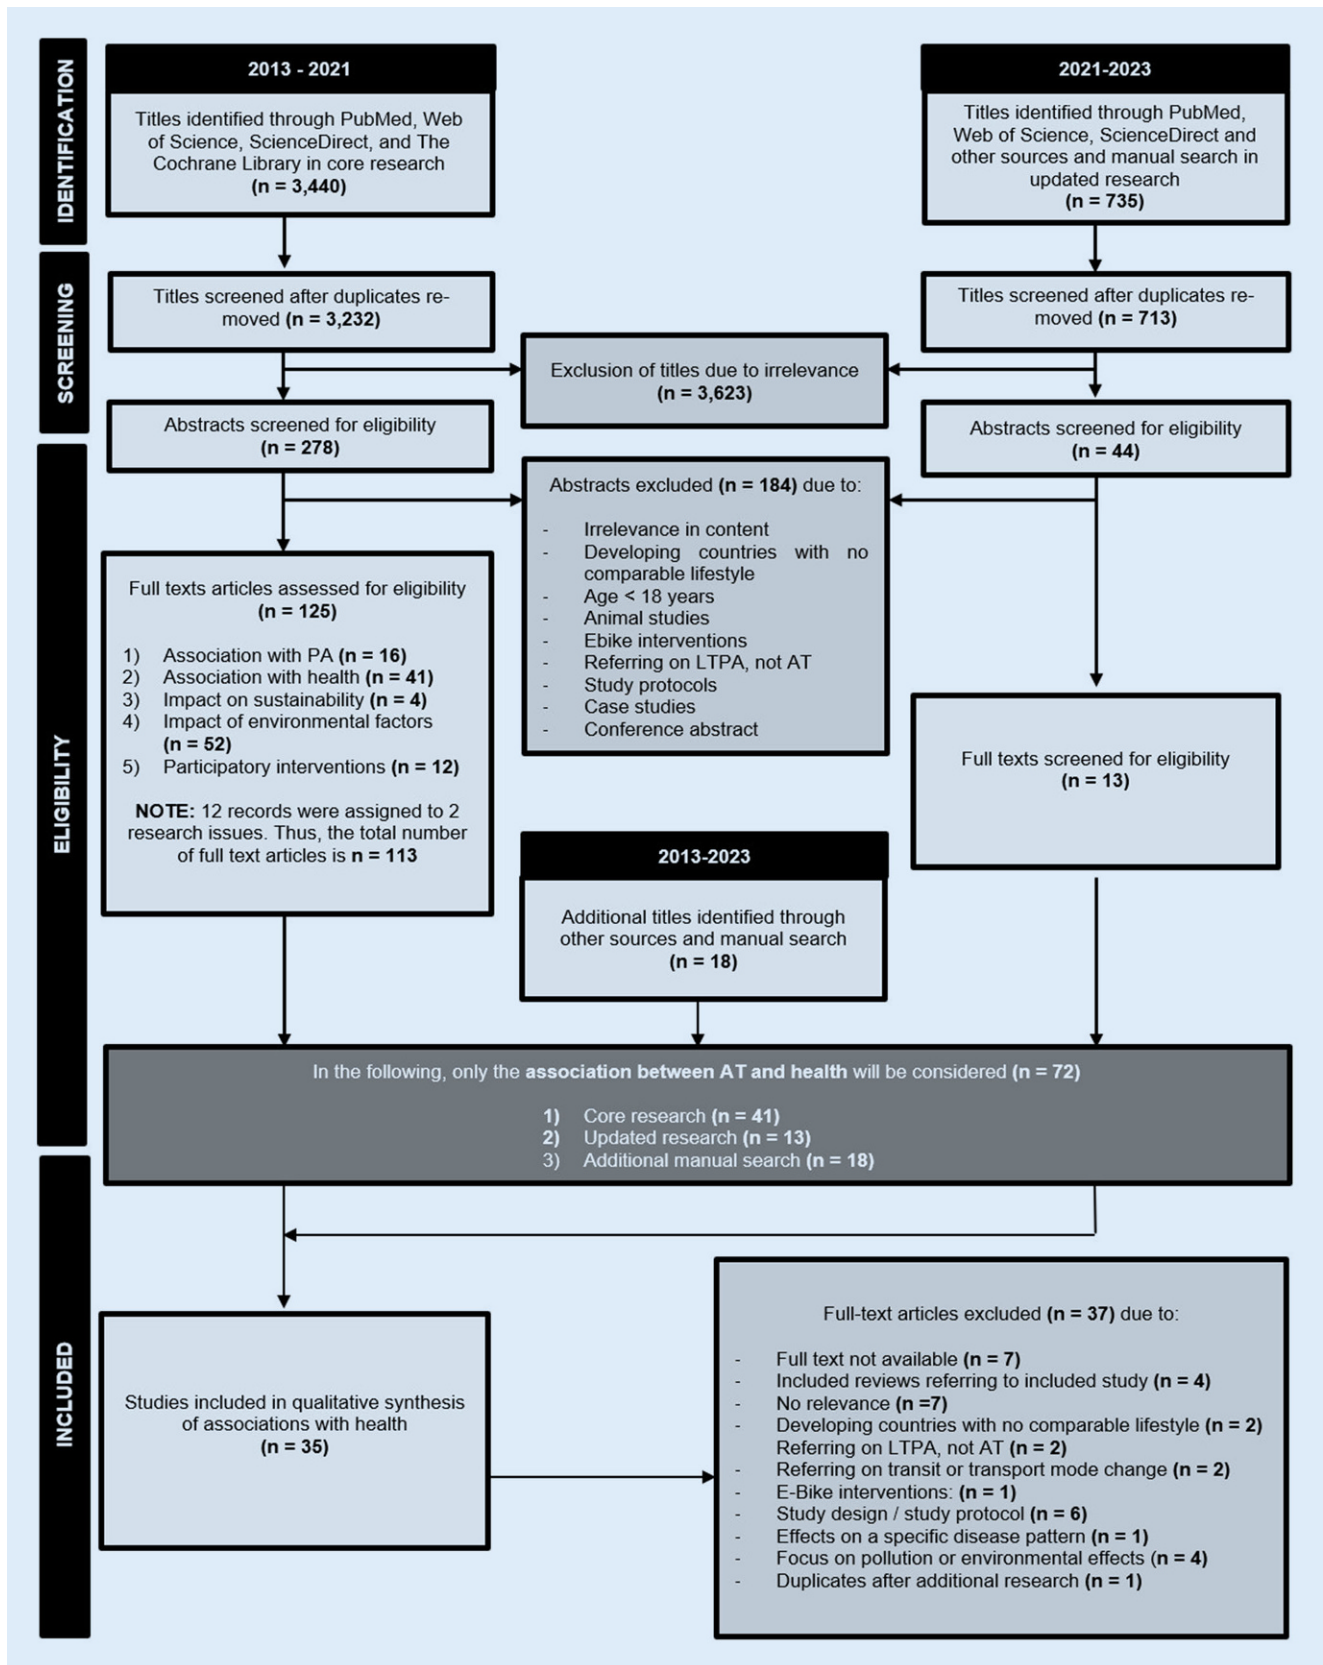 IDENTIFICATION
2013 - 2021
Titles identified through PubMed, Web
of Science, ScienceDirect, and The
Cochrane Library in core research
(n = 3,440)
2021-2023
Titles identified through PubMed,
Web of Science, ScienceDirect and
other sources and manual search in
updated research
(n = 735)
SCREENING
Titles screened after duplicates re-
moved (n = 3,232)
Titles screened after duplicates re-
moved (n = 713)
Exclusion of titles due to irrelevance
(n = 3,623)
Abstracts screened for eligibility
(n = 278)
Abstracts screened for eligibility
(n = 44)
ELIGIBILITY
Abstracts excluded (n = 184) due to:
- Irrelevance in content
- Developing countries with no
comparable lifestyle
- Age < 18 years
- Animal studies
- Ebike interventions
- Referring on LTPA, not AT
- Study protocols
- Case studies
- Conference abstract
Full texts articles assessed for eligibility
(n = 125)
1) Association with PA (n = 16)
2) Association with health (n = 41)
3) Impact on sustainability (n = 4)
4) Impact of environmental factors
(n = 52)
5) Participatory interventions (n = 12)
NOTE: 12 records were assigned to 2
research issues. Thus, the total number
of full text articles is n = 113
Full texts screened for eligibility
(n = 13)
2013-2023
Additional titles identified through
other sources and manual search
(n = 18)
In the following, only the association between AT and health will be considered (n = 72)
1) Core research (n = 41)
2) Updated research (n = 13)
3) Additional manual search (n = 18)
INCLUDED
Studies included in qualitative synthesis
of associations with health
(n = 35)
Full-text articles excluded (n = 37) due to:
- Full text not available (n = 7)
- Included reviews referring to included study (n = 4)
- No relevance (n =7)
- Developing countries with no comparable lifestyle (n = 2)
Referring on LTPA, not AT (n = 2)
- Referring on transit or transport mode change (n = 2)
- E-Bike interventions: (n = 1)
- Study design / study protocol (n = 6)
- Effects on a specific disease pattern (n = 1)
- Focus on pollution or environmental effects (n = 4)
- Duplicates after additional research (n = 1)